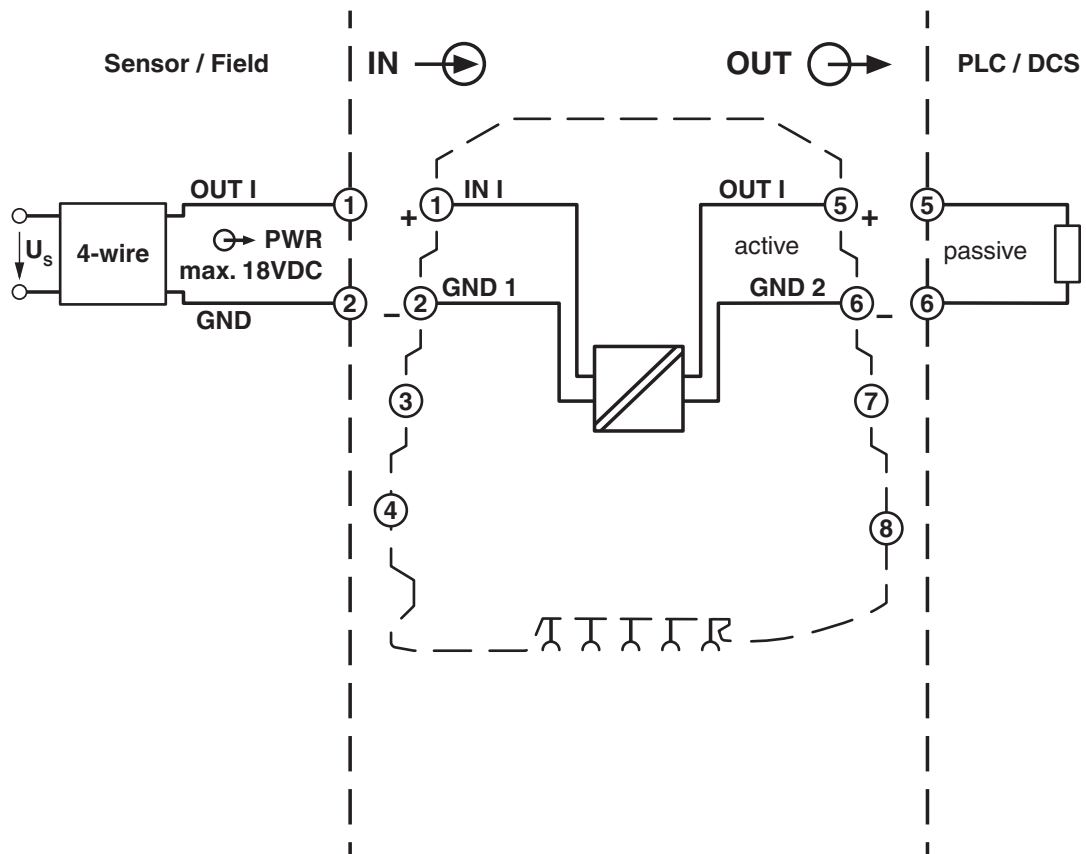 Sensor / Field
IN
OUT
PLC / DCS
OUT I
1
+
1
IN I
OUT I
5
+
5
Us
4-wire
PWR
max. 18VDC
active
passive
GND
2
–
2
GND 1
GND 2
6
–
6
3
7
4
8